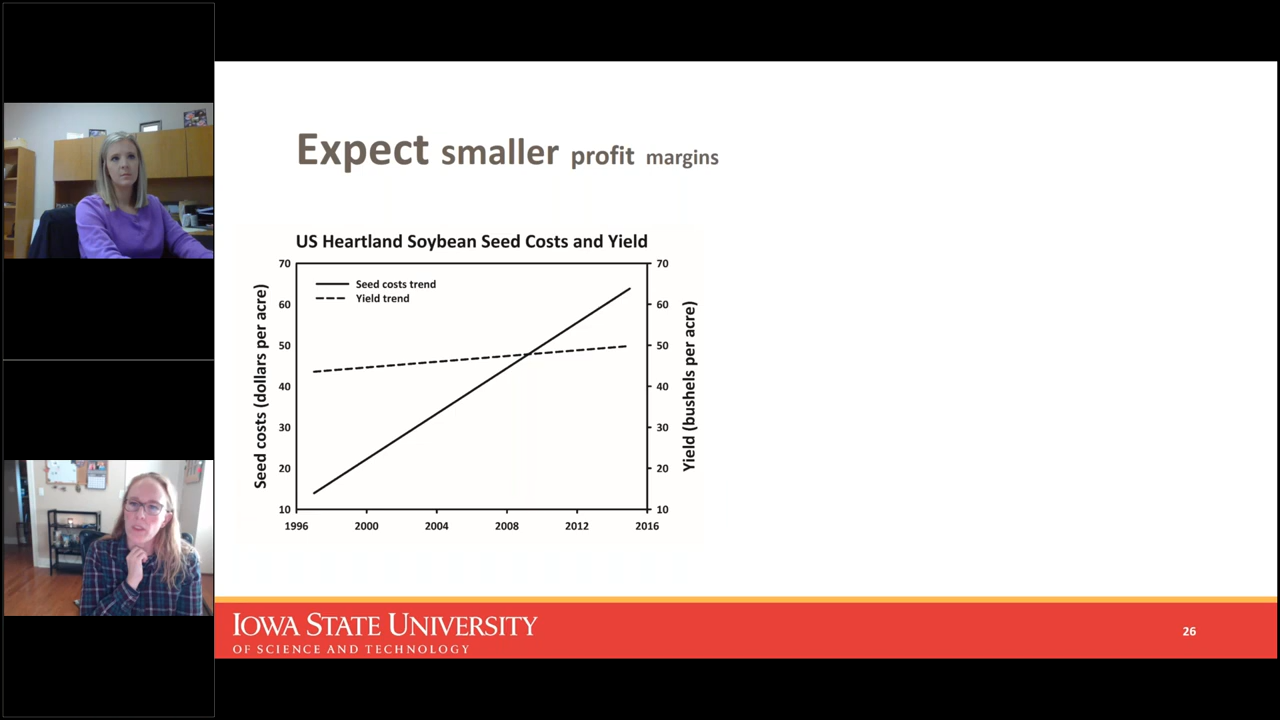 Expect smaller profit margins
US Heartland Soybean Seed Costs and Yield
Seed costs trend
Yield trend
Seed costs (dollars per acre)
70
60
50
40
30
20
10
70
60
50
40
30
20
10
Yield (bushels per acre)
1996 2000 2004 2008 2012 2016
IOWA STATE UNIVERSITY
OF SCIENCE AND TECHNOLOGY
26